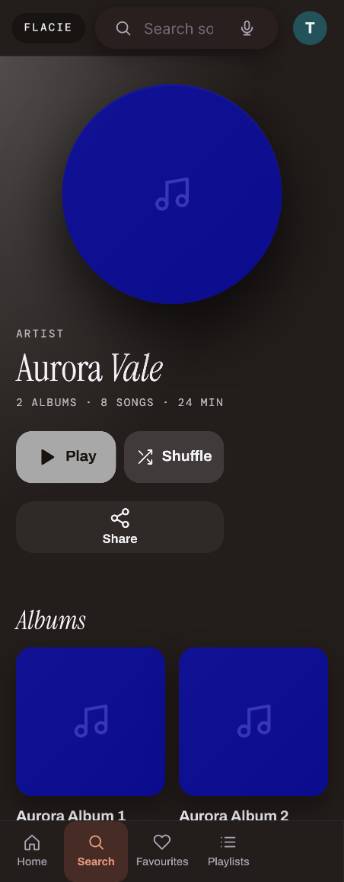 FLACIE Search so T
ARTIST
Aurora Vale
2 ALBUMS · 8 SONGS · 24 MIN
Play Shuffle
Share
Albums
Aurora Album 1 Aurora Album 2
Home Search Favourites Playlists